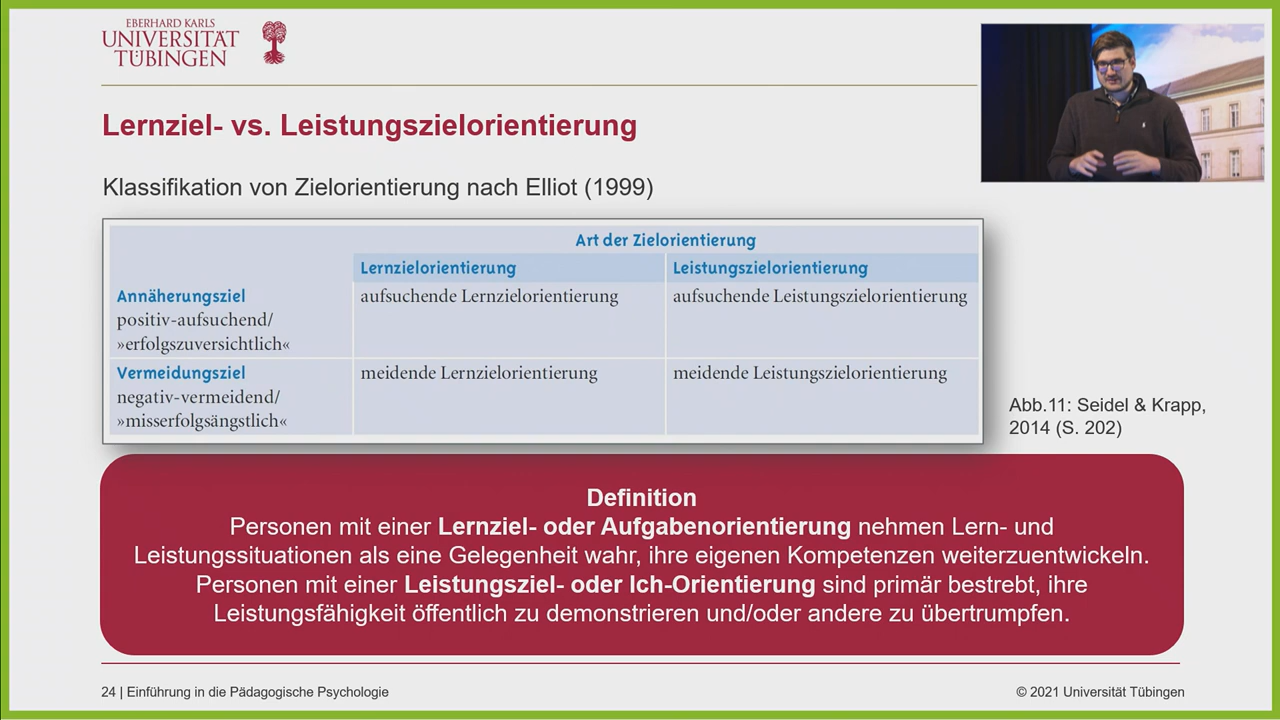 EBERHARD KARLS
UNIVERSITÄT
TÜBINGEN
Lernziel- vs. Leistungszielorientierung
Klassifikation von Zielorientierung nach Elliot (1999)
Art der Zielorientierung
Lernzielorientierung Leistungszielorientierung
Annäherungsziel aufsuchende Lernzielorientierung aufsuchende Leistungszielorientierung
positiv-aufsuchend/
»erfolgszuversichtlich«
Vermeidungsziel meidende Lernzielorientierung meidende Leistungszielorientierung
negativ-vermeidend/
»misserfolgsängstlich«
Abb.11: Seidel & Krapp,
2014 (S. 202)
Definition
Personen mit einer Lernziel- oder Aufgabenorientierung nehmen Lern- und
Leistungssituationen als eine Gelegenheit wahr, ihre eigenen Kompetenzen weiterzuentwickeln.
Personen mit einer Leistungsziel- oder Ich-Orientierung sind primär bestrebt, ihre
Leistungsfähigkeit öffentlich zu demonstrieren und/oder andere zu übertrumpfen.
24 | Einführung in die Pädagogische Psychologie
© 2021 Universität Tübingen